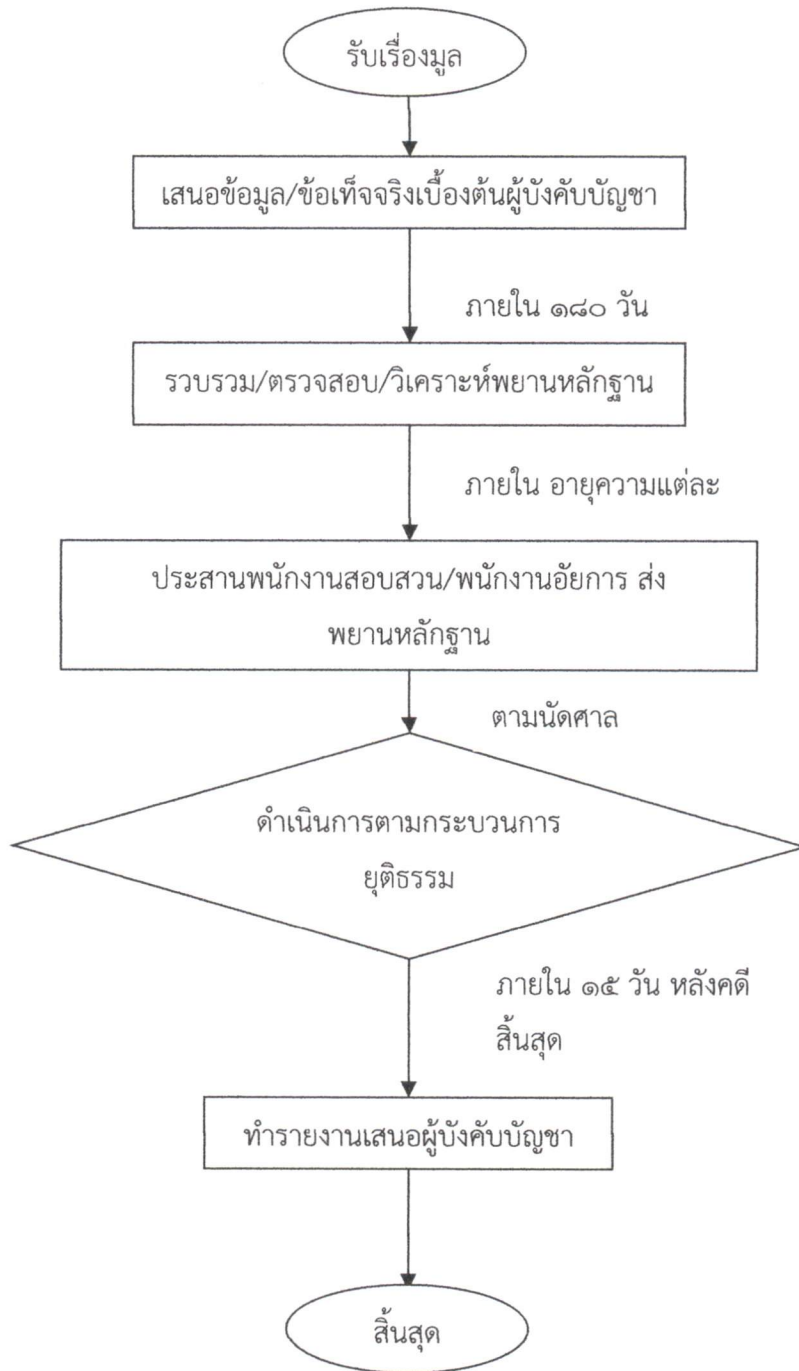 รับเรื่องมูล
เสนอข้อมูล/ข้อเท็จจริงเบื้องต้นผู้บังคับบัญชา
ภายใน ๑๘๐ วัน
รวบรวม/ตรวจสอบ/วิเคราะห์พยานหลักฐาน
ภายใน อายุความแต่ละ
ประสานพนักงานสอบสวน/พนักงานอัยการ ส่ง
พยานหลักฐาน
ตามนัดศาล
ดำเนินการตามกระบวนการ
ยุติธรรม
ภายใน ๑๕ วัน หลังคดี
สิ้นสุด
ทำรายงานเสนอผู้บังคับบัญชา
สิ้นสุด